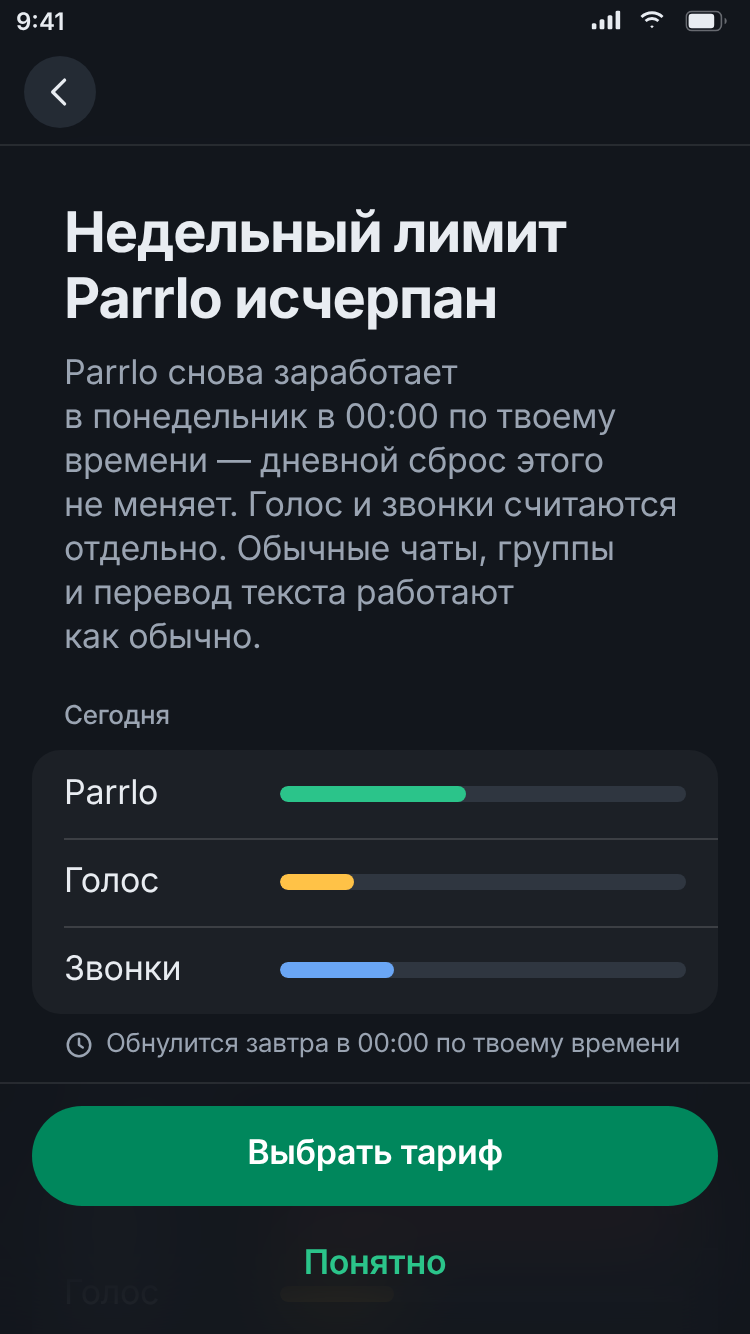 9:41
Недельный лимит
Parrlo исчерпан
Parrlo снова заработает
в понедельник в 00:00 по твоему
времени — дневной сброс этого
не меняет. Голос и звонки считаются
отдельно. Обычные чаты, группы
и перевод текста работают
как обычно.
Сегодня
Parrlo
Голос
Звонки
Обнулится завтра в 00:00 по твоему времени
Выбрать тариф
Понятно
Голос